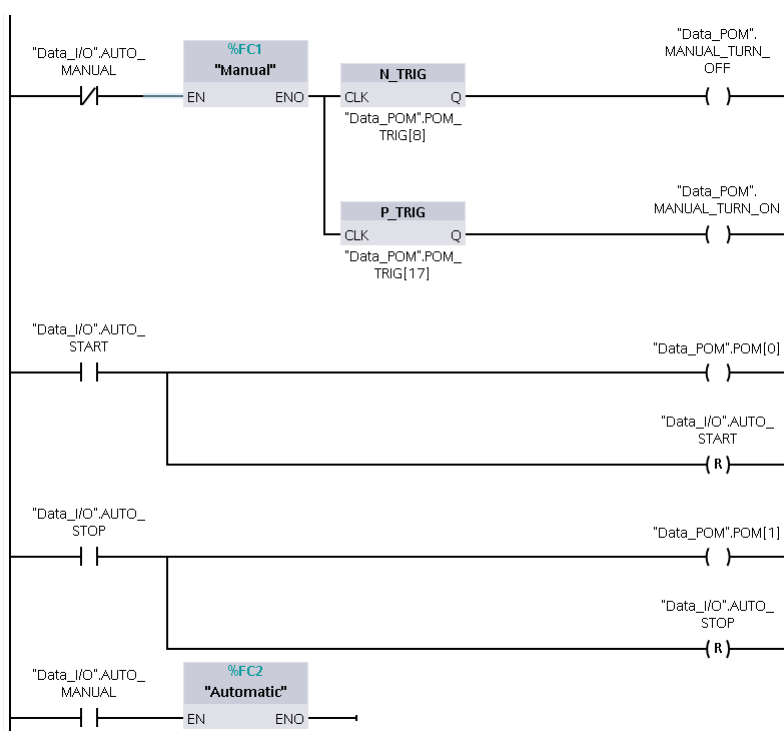 "Data_I/O".AUTO_
MANUAL
%FC1
"Manual"
EN ENO
N_TRIG
CLK Q
"Data_POM".POM_
TRIG[8]
"Data_POM".
MANUAL_TURN_
OFF
P_TRIG
CLK Q
"Data_POM".POM_
TRIG[17]
"Data_POM".
MANUAL_TURN_ON
"Data_I/O".AUTO_
START
"Data_POM".POM[0]
"Data_I/O".AUTO_
START
R
"Data_I/O".AUTO_
STOP
"Data_POM".POM[1]
"Data_I/O".AUTO_
STOP
R
"Data_I/O".AUTO_
MANUAL
%FC2
"Automatic"
EN ENO